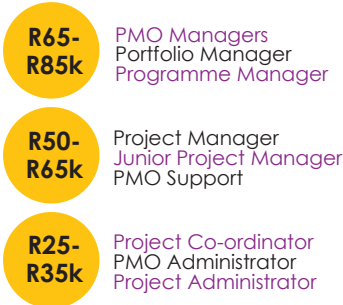 R65-
R85k
PMO Managers
Portfolio Manager
Programme Manager
R50-
R65k
Project Manager
Junior Project Manager
PMO Support
R25-
R35k
Project Co-ordinator
PMO Administrator
Project Administrator